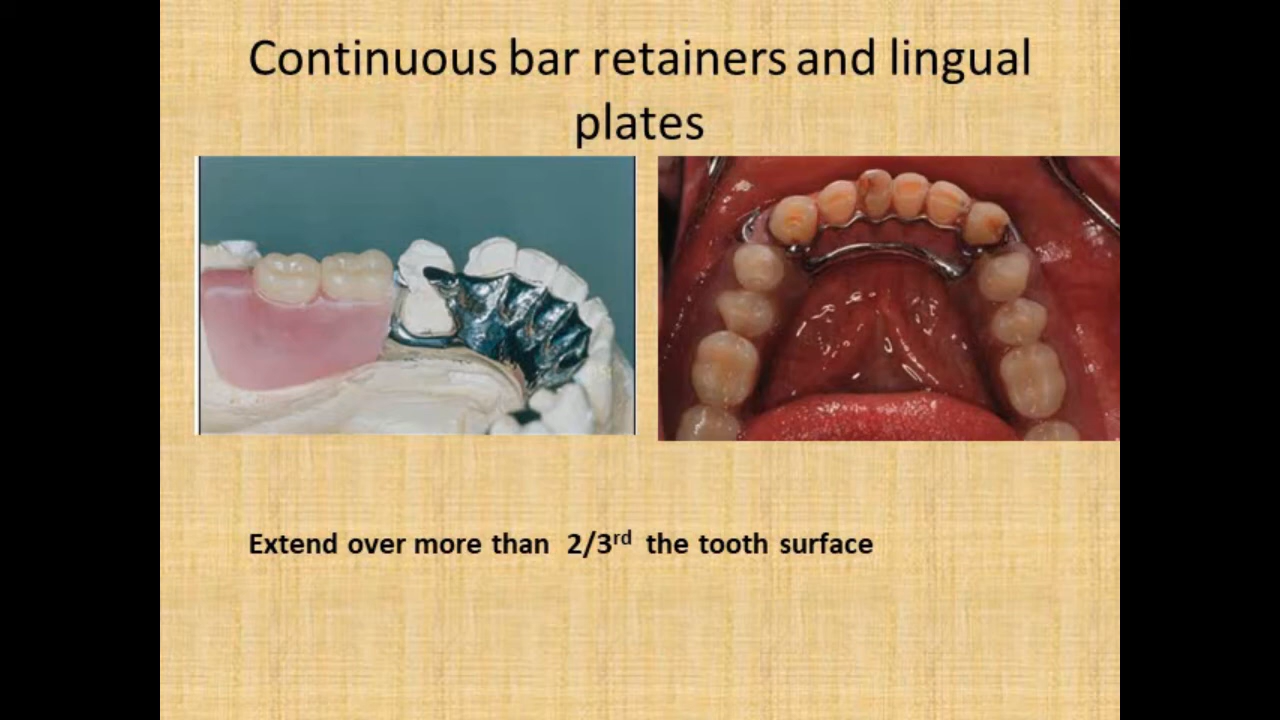 Continuous bar retainers and lingual
plates
Extend over more than 2/3rd the tooth surface